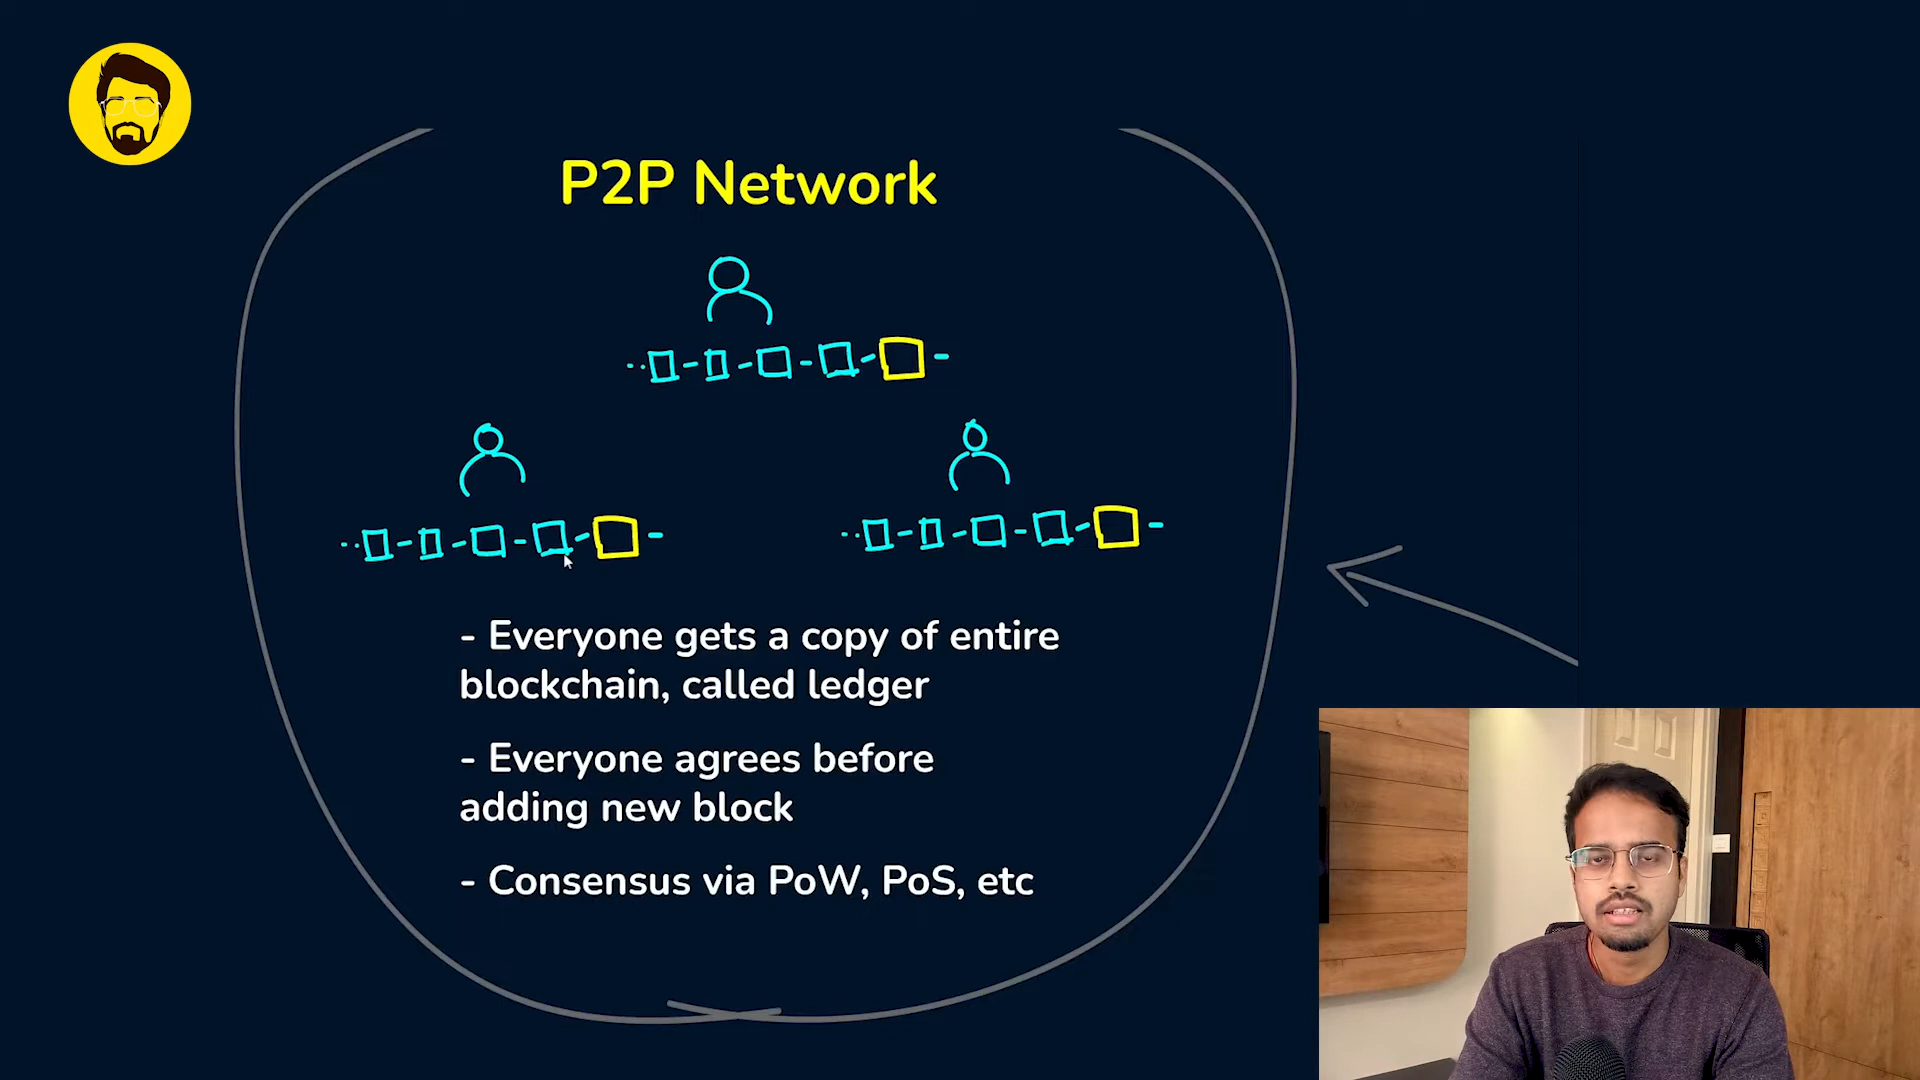 P2P Network
- Everyone gets a copy of entire
blockchain, called ledger
- Everyone agrees before
adding new block
- Consensus via PoW, PoS, etc